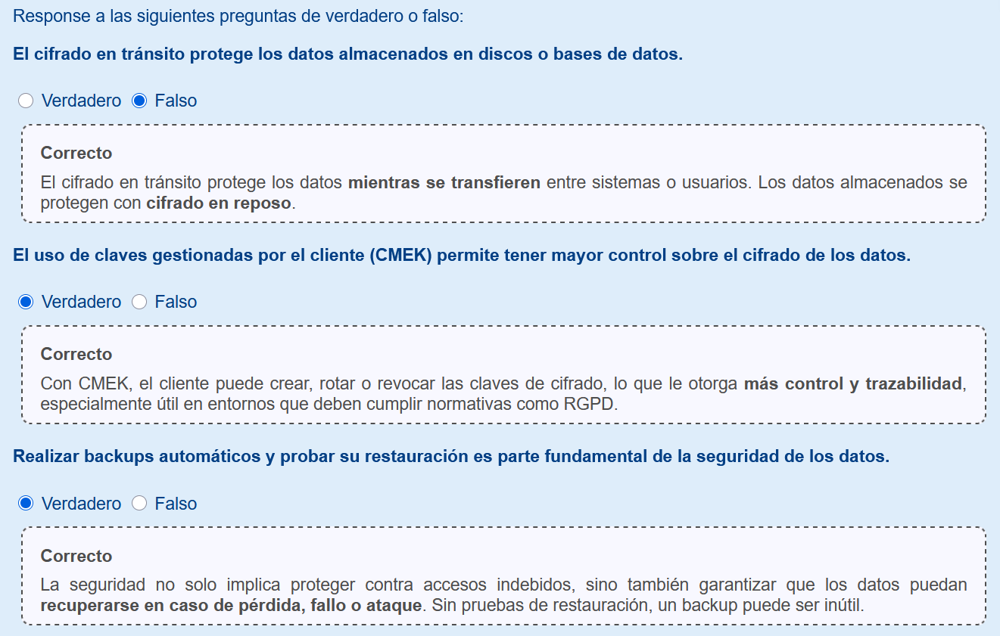 Response a las siguientes preguntas de verdadero o falso:
El cifrado en tránsito protege los datos almacenados en discos o bases de datos.
Verdadero Falso
Correcto
El cifrado en tránsito protege los datos mientras se transfieren entre sistemas o usuarios. Los datos almacenados se
protegen con cifrado en reposo.
El uso de claves gestionadas por el cliente (CMEK) permite tener mayor control sobre el cifrado de los datos.
Verdadero Falso
Correcto
Con CMEK, el cliente puede crear, rotar o revocar las claves de cifrado, lo que le otorga más control y trazabilidad,
especialmente útil en entornos que deben cumplir normativas como RGPD.
Realizar backups automáticos y probar su restauración es parte fundamental de la seguridad de los datos.
Verdadero Falso
Correcto
La seguridad no solo implica proteger contra accesos indebidos, sino también garantizar que los datos puedan
recuperarse en caso de pérdida, fallo o ataque. Sin pruebas de restauración, un backup puede ser inútil.